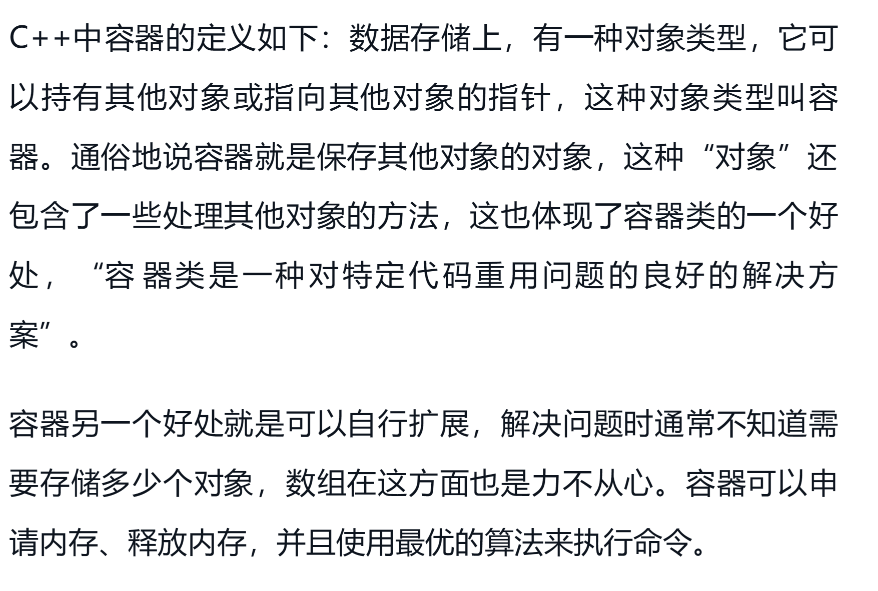 C++中容器的定义如下：数据存储上，有一种对象类型，它可
以持有其他对象或指向其他对象的指针，这种对象类型叫容
器。通俗地说容器就是保存其他对象的对象，这种“对象”还
包含了一些处理其他对象的方法，这也体现了容器类的一个好
处，“容器类是一种对特定代码重用问题的良好的解决方
案”。
容器另一个好处就是可以自行扩展，解决问题时通常不知道需
要存储多少个对象，数组在这方面也是力不从心。容器可以申
请内存、释放内存，并且使用最优的算法来执行命令。